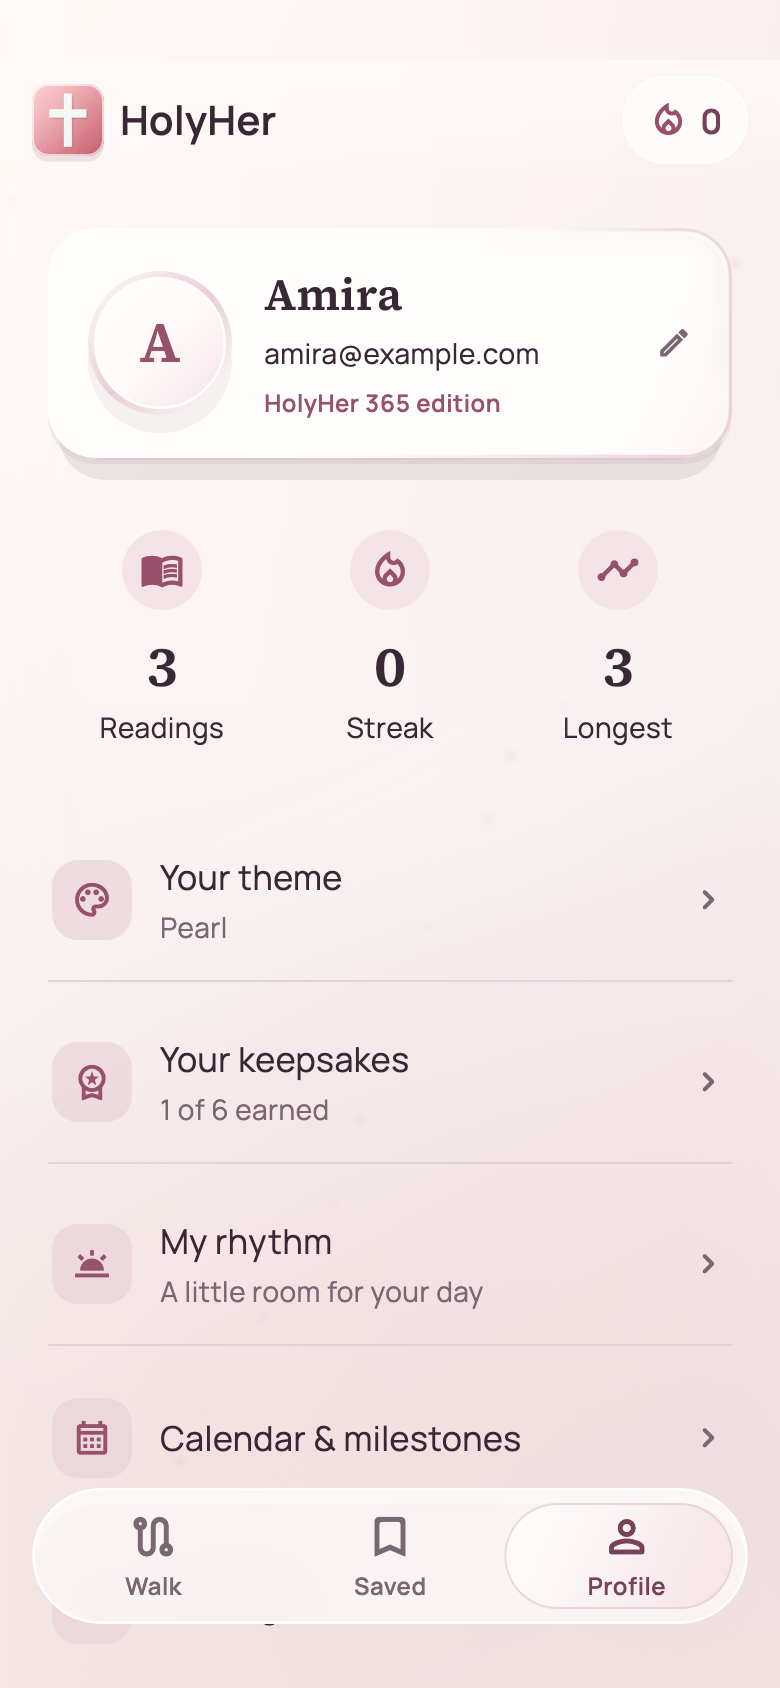 HolyHer
0
Amira
A
amira@example.com
HolyHer 365 edition
3
0
3
Readings
Streak
Longest
Your theme
Pearl
Your keepsakes
1 of 6 earned
My rhythm
A little room for your day
Calendar & milestones
Walk
Saved
Profile